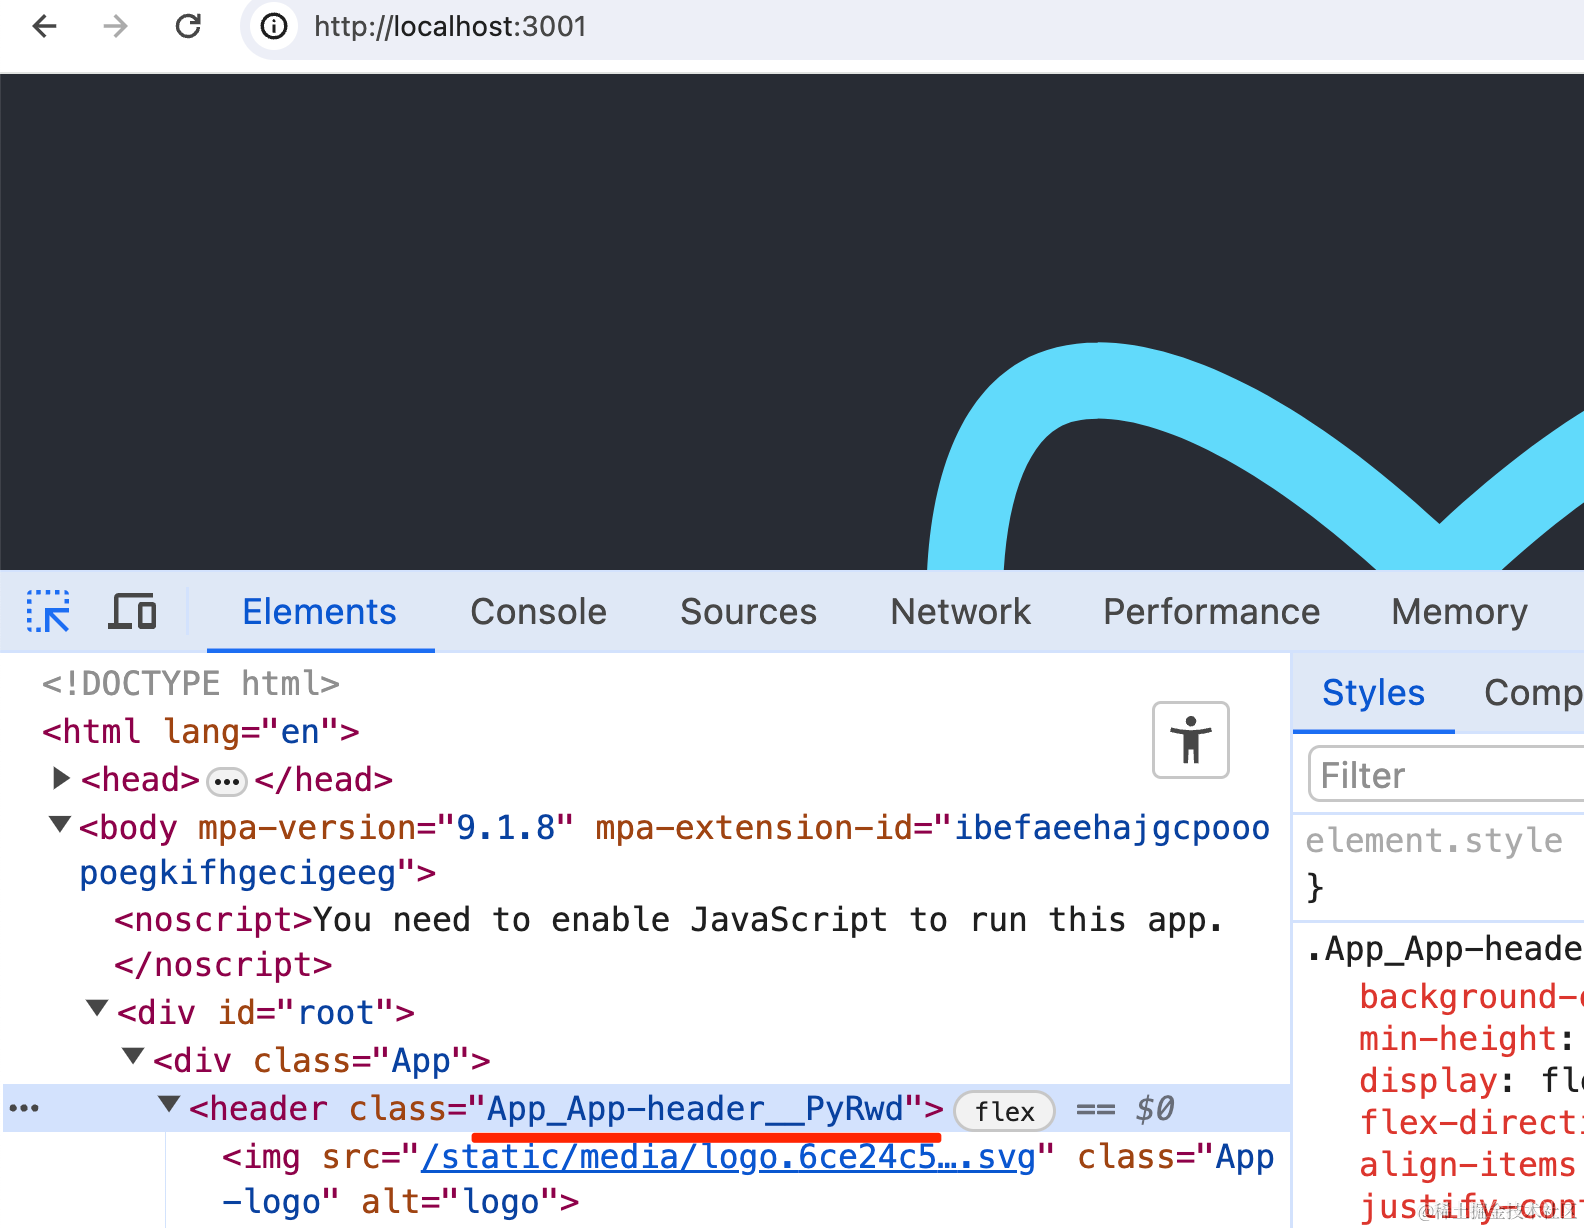 http://localhost:3001
Elements Console Sources Network Performance Memory
<!DOCTYPE html>
<html lang="en">
<head> ••• </head>
<body mpa-version="9.1.8" mpa-extension-id="ibefaeehajgcpooo
poegkifhgecigeeg">
<noscript>You need to enable JavaScript to run this app.
</noscript>
<div id="root">
<div class="App">
••• <header class="App_App-header__PyRwd"> flex == $0
<img src="/static/media/logo.6ce24c5….svg" class="App
-logo" alt="logo">
Styles Comp
Filter
element.style
}
.App_App-heade
background-c
min-height:
display: fle
flex-directi
align-items
justify-cont
@稀土掘金技术社区